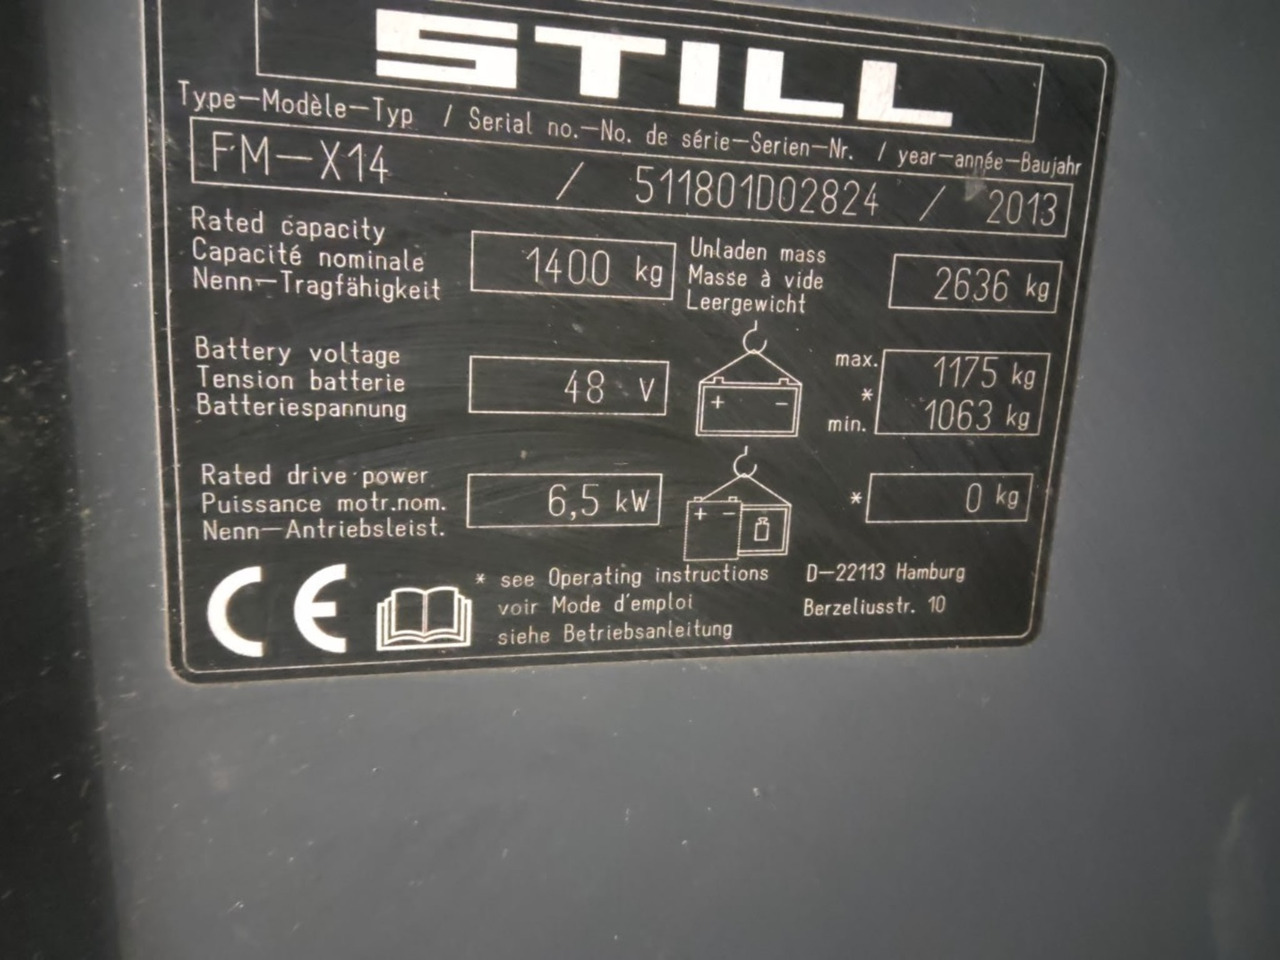 STILL
Type-Modèle-Typ / Serial no.-No. de série-Serien-Nr. / year-année-Baujahr
FM-X14 / 511801D02824 / 2013
Rated capacity
Capacité nominale
Nenn-Tragfähigkeit
1400 kg
Unladen mass
Masse à vide
Leergewicht
2636 kg
Battery voltage
Tension batterie
Batteriespannung
48 V
+ -
max.
*
min.
1175 kg
1063 kg
Rated drive power
Puissance motr.nom.
Nenn-Antriebsleist.
6,5 kW
+ -
* 0 kg
CE
* see Operating instructions
voir Mode d'emploi
siehe Betriebsanleitung
D-22113 Hamburg
Berzeliusstr. 10